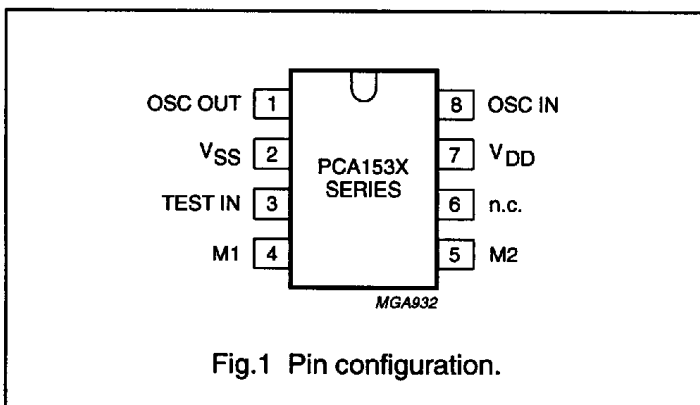 OSC OUT 1 8 OSC IN
VSS 2 7 VDD
PCA153X
SERIES
TEST IN 3 6 n.c.
M1 4 5 M2
MGA932
Fig.1 Pin configuration.